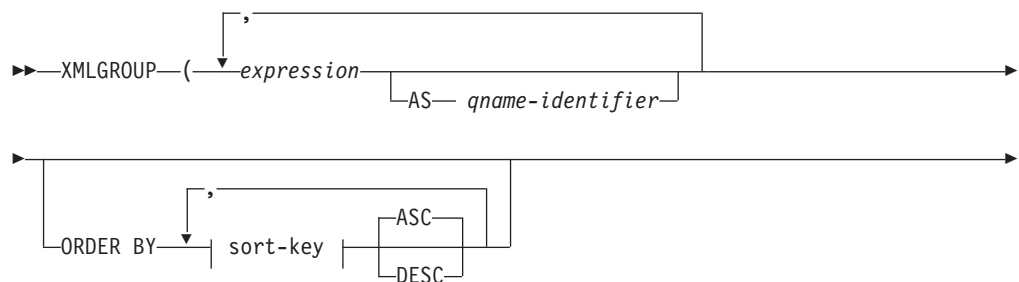 ,
XMLGROUP ( expression
AS qname-identifier
,
ASC
ORDER BY sort-key
DESC